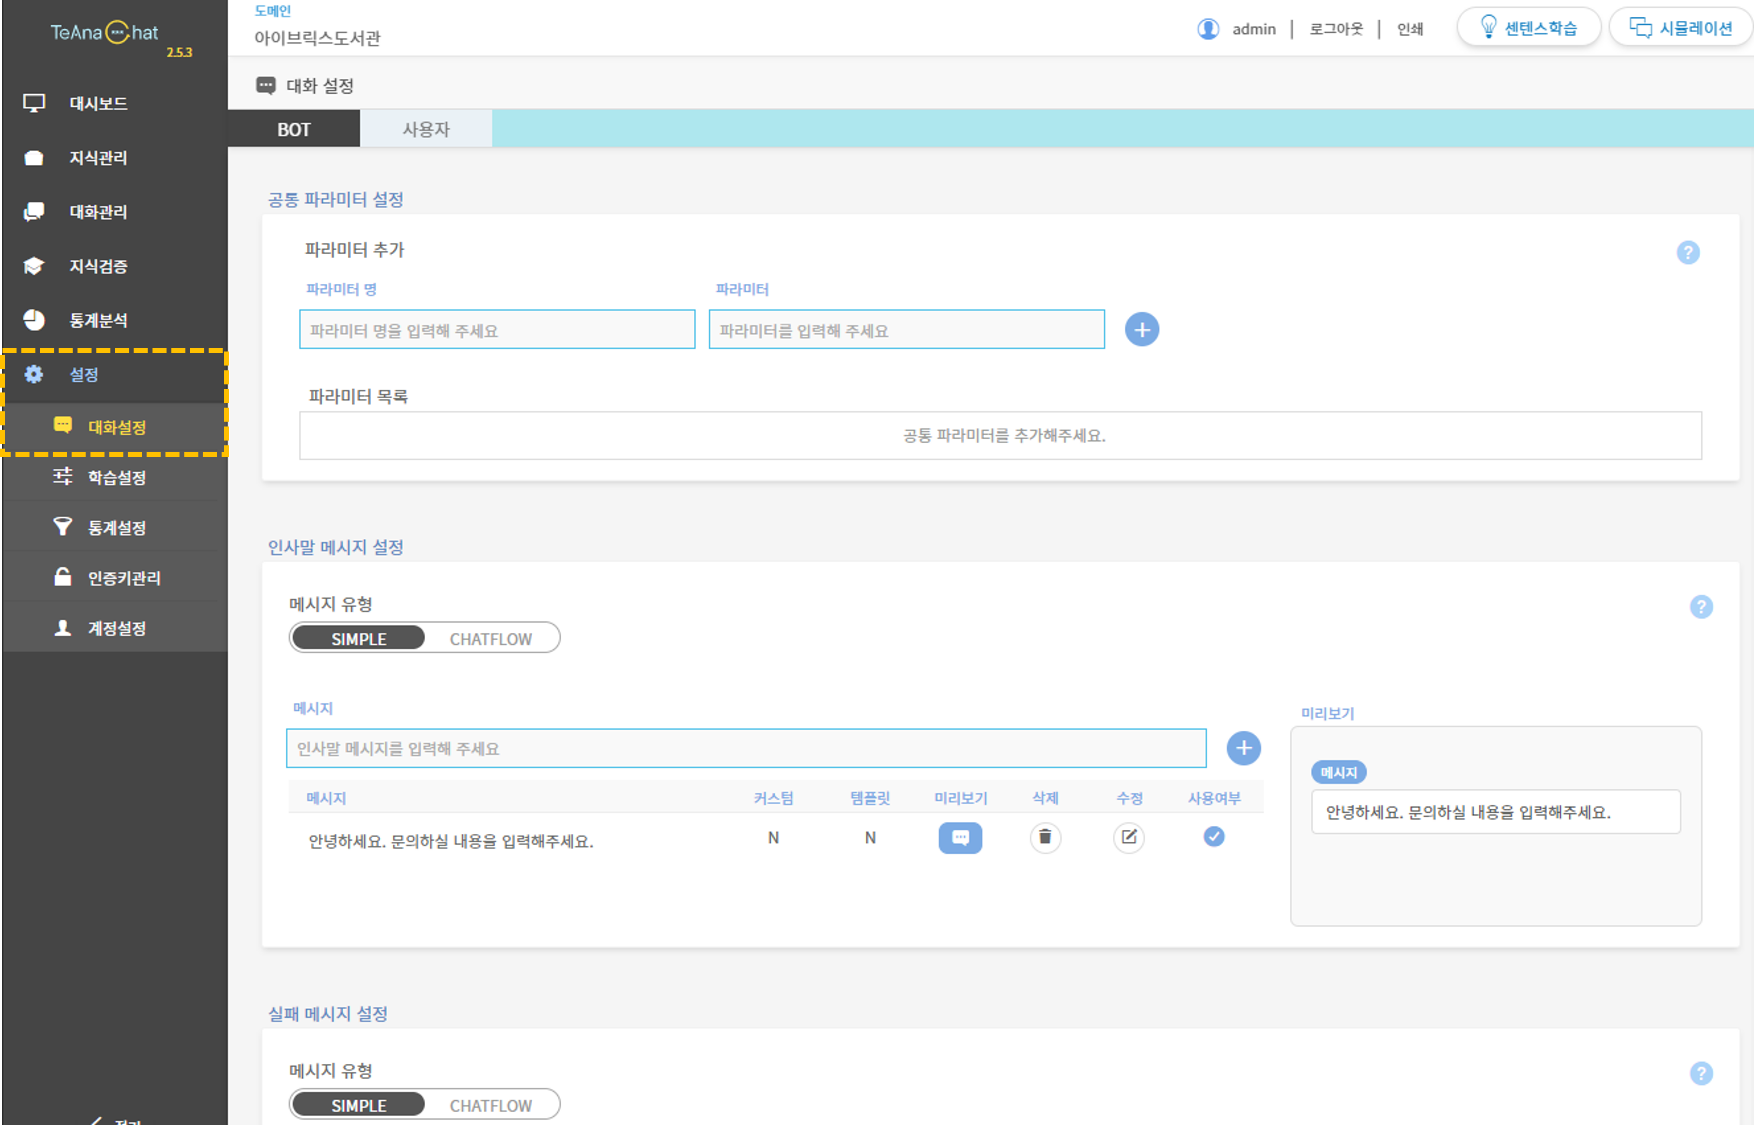 TeAna Chat
2.5.3
대시보드
지식관리
대화관리
지식검증
통계분석
설정
대화설정
학습설정
통계설정
인증키관리
계정설정
도메인
아이브릭스도서관
admin | 로그아웃 | 인쇄
센텐스학습
시뮬레이션
대화 설정
BOT
사용자
공통 파라미터 설정
파라미터 추가
?
파라미터 명
파라미터
파라미터 명을 입력해 주세요
파라미터를 입력해 주세요
파라미터 목록
공통 파라미터를 추가해주세요.
인사말 메시지 설정
메시지 유형
?
SIMPLE
CHATFLOW
메시지
인사말 메시지를 입력해 주세요
메시지 커스텀 템플릿 미리보기 삭제 수정 사용여부
안녕하세요. 문의하실 내용을 입력해주세요. N N
미리보기
메시지
안녕하세요. 문의하실 내용을 입력해주세요.
실패 메시지 설정
메시지 유형
?
SIMPLE
CHATFLOW